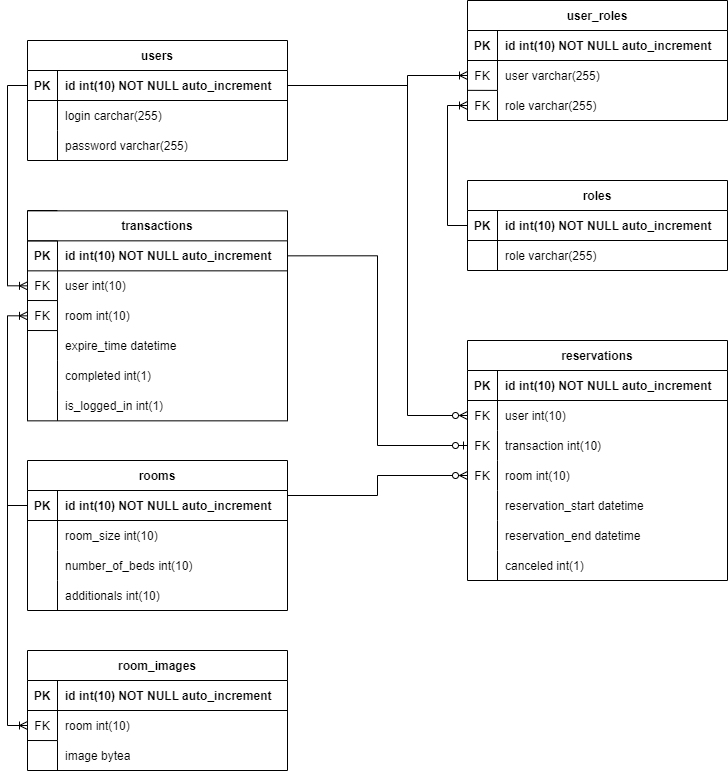 users
PK id int(10) NOT NULL auto_increment
login carchar(255)
password varchar(255)
transactions
PK id int(10) NOT NULL auto_increment
FK user int(10)
FK room int(10)
expire_time datetime
completed int(1)
is_logged_in int(1)
rooms
PK id int(10) NOT NULL auto_increment
room_size int(10)
number_of_beds int(10)
additionals int(10)
room_images
PK id int(10) NOT NULL auto_increment
FK room int(10)
image bytea
user_roles
PK id int(10) NOT NULL auto_increment
FK user varchar(255)
FK role varchar(255)
roles
PK id int(10) NOT NULL auto_increment
role varchar(255)
reservations
PK id int(10) NOT NULL auto_increment
FK user int(10)
FK transaction int(10)
FK room int(10)
reservation_start datetime
reservation_end datetime
canceled int(1)